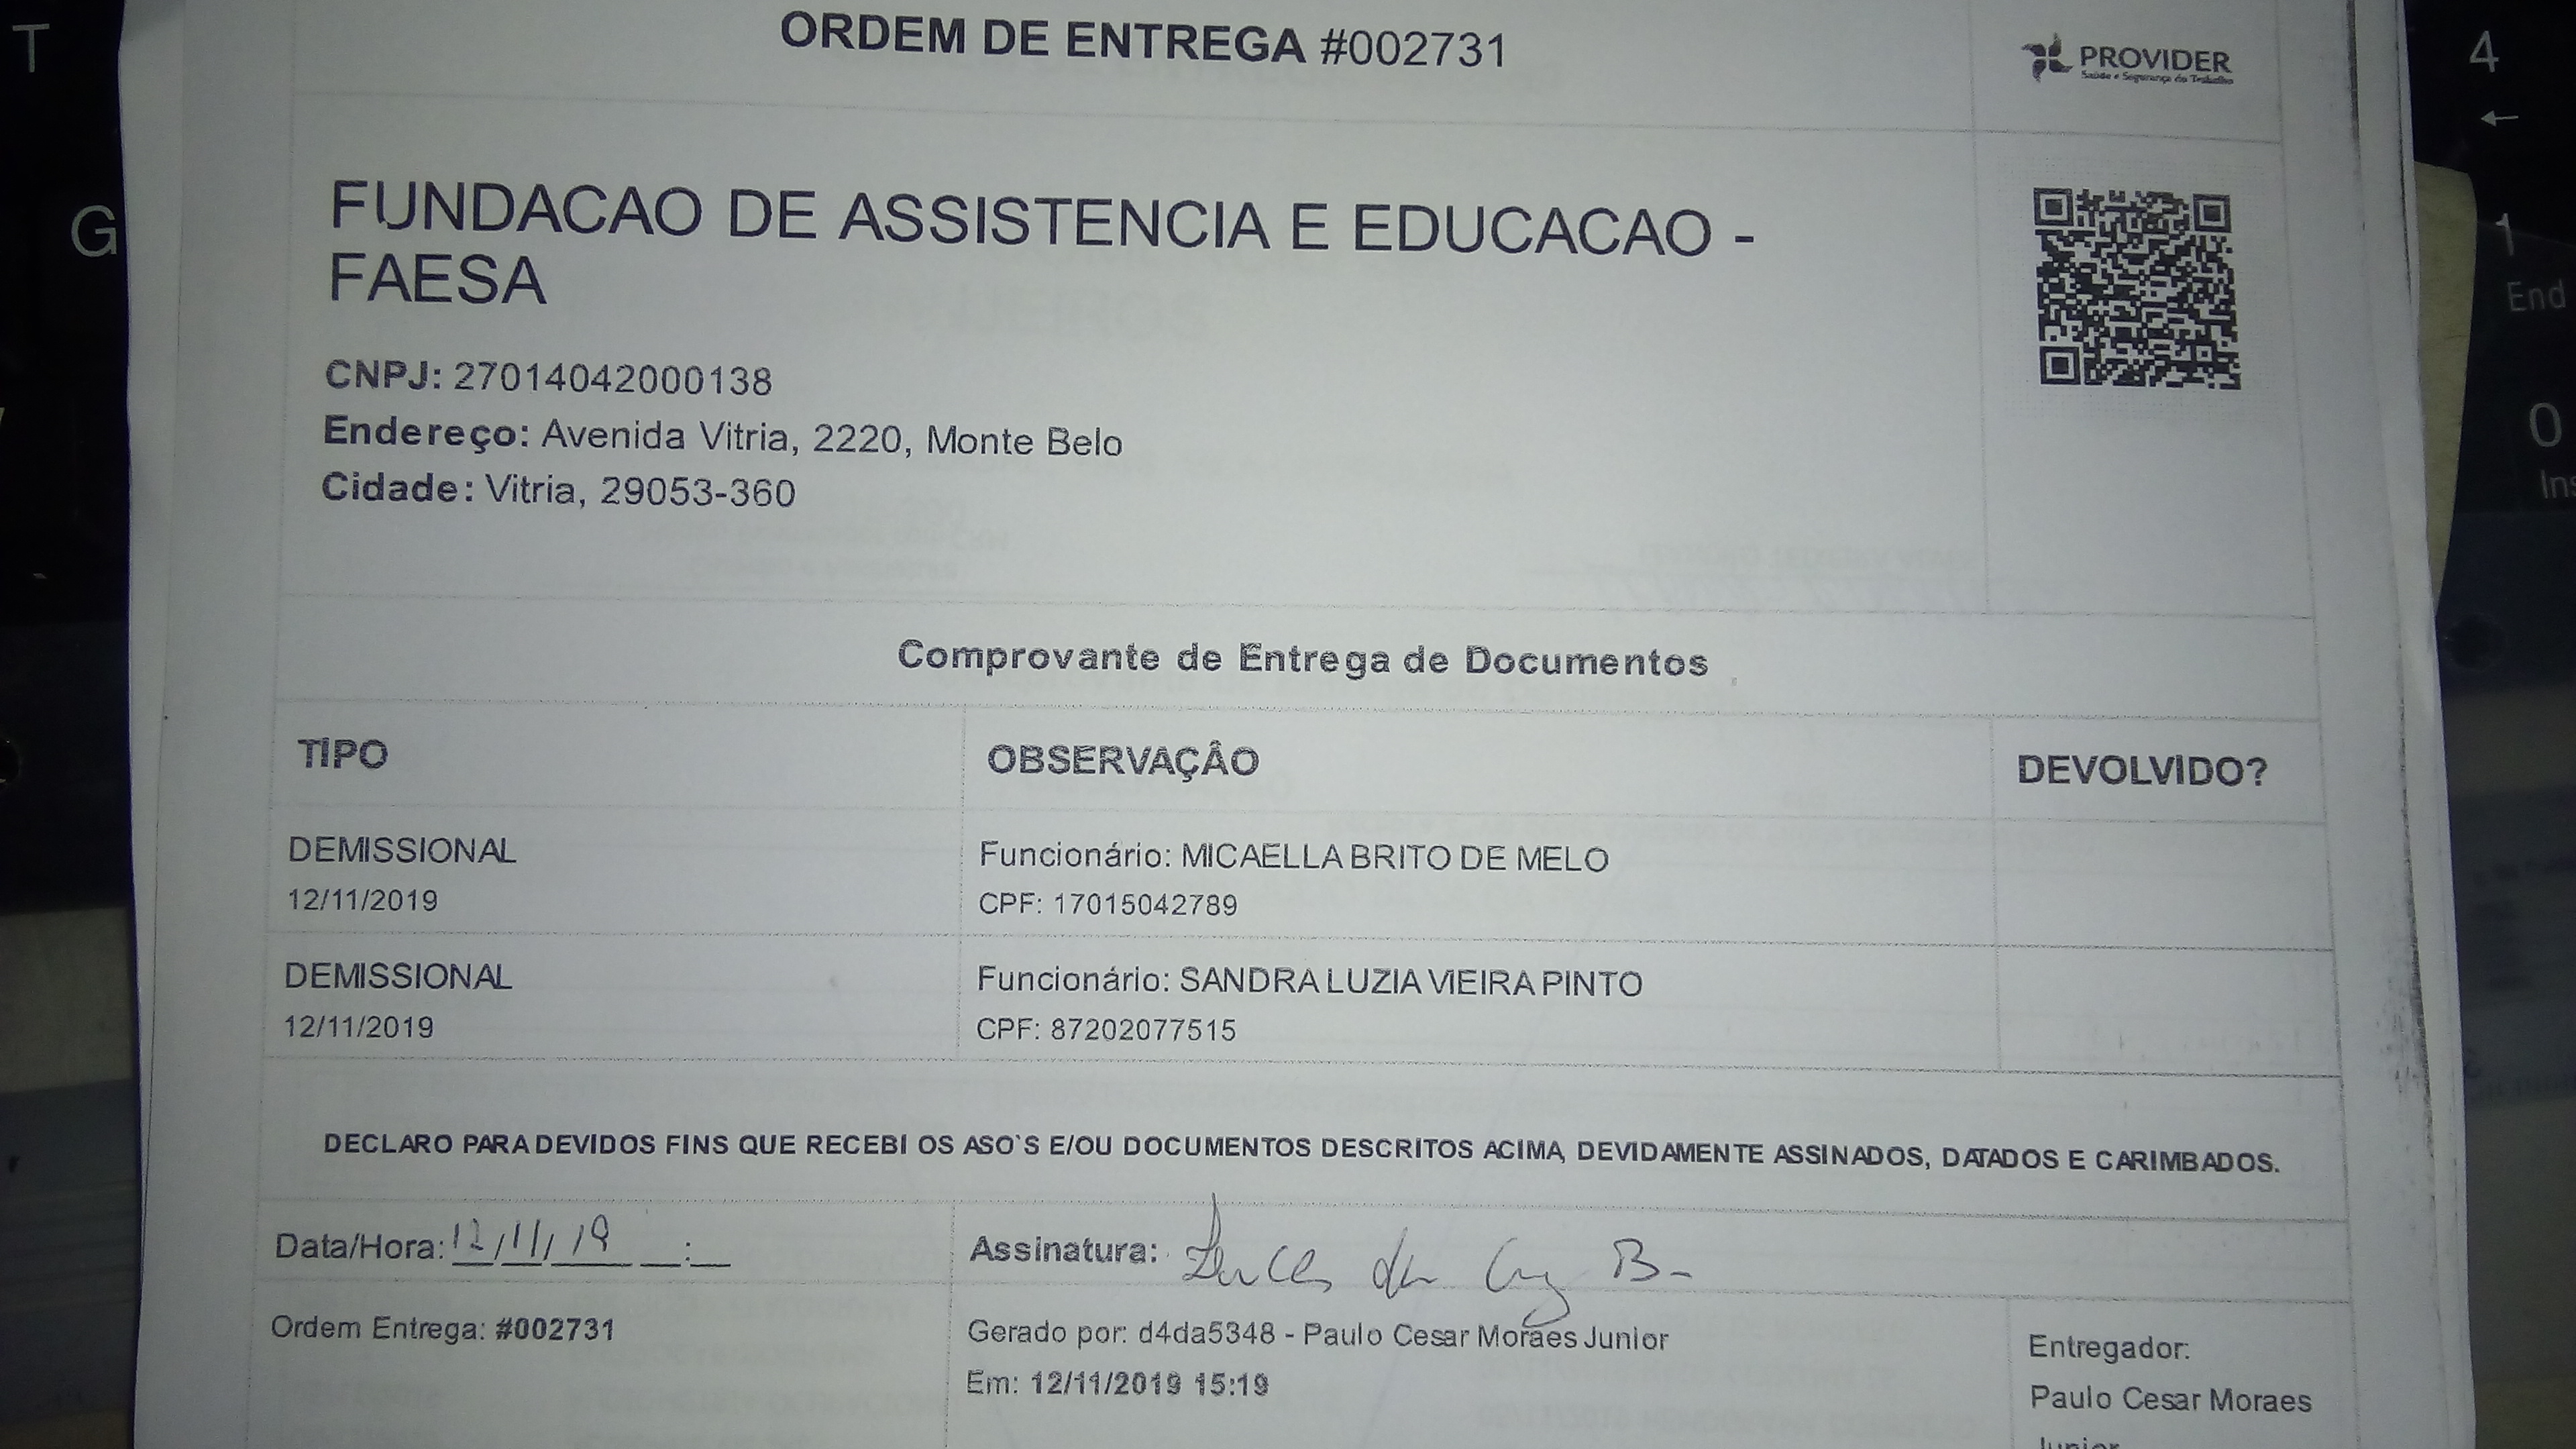 ORDEM DE ENTREGA #002731
PROVIDER
Saúde e Segurança do Trabalho
FUNDACAO DE ASSISTENCIA E EDUCACAO -
FAESA
CNPJ: 27014042000138
Endereço: Avenida Vitria, 2220, Monte Belo
Cidade: Vitria, 29053-360
Comprovante de Entrega de Documentos
TIPO OBSERVAÇÃO DEVOLVIDO?
DEMISSIONAL Funcionário: MICAELLA BRITO DE MELO
12/11/2019 CPF: 17015042789
DEMISSIONAL Funcionário: SANDRA LUZIA VIEIRA PINTO
12/11/2019 CPF: 87202077515
DECLARO PARA DEVIDOS FINS QUE RECEBI OS ASO`S E/OU DOCUMENTOS DESCRITOS ACIMA, DEVIDAMENTE ASSINADOS, DATADOS E CARIMBADOS.
Data/Hora: 12/11/19 __:__ Assinatura:
Ordem Entrega: #002731
Gerado por: d4da5348 - Paulo Cesar Moraes Junior
Em: 12/11/2019 15:19
Entregador:
Paulo Cesar Moraes
Junior
T
G
4
←
1
End
0
Ins